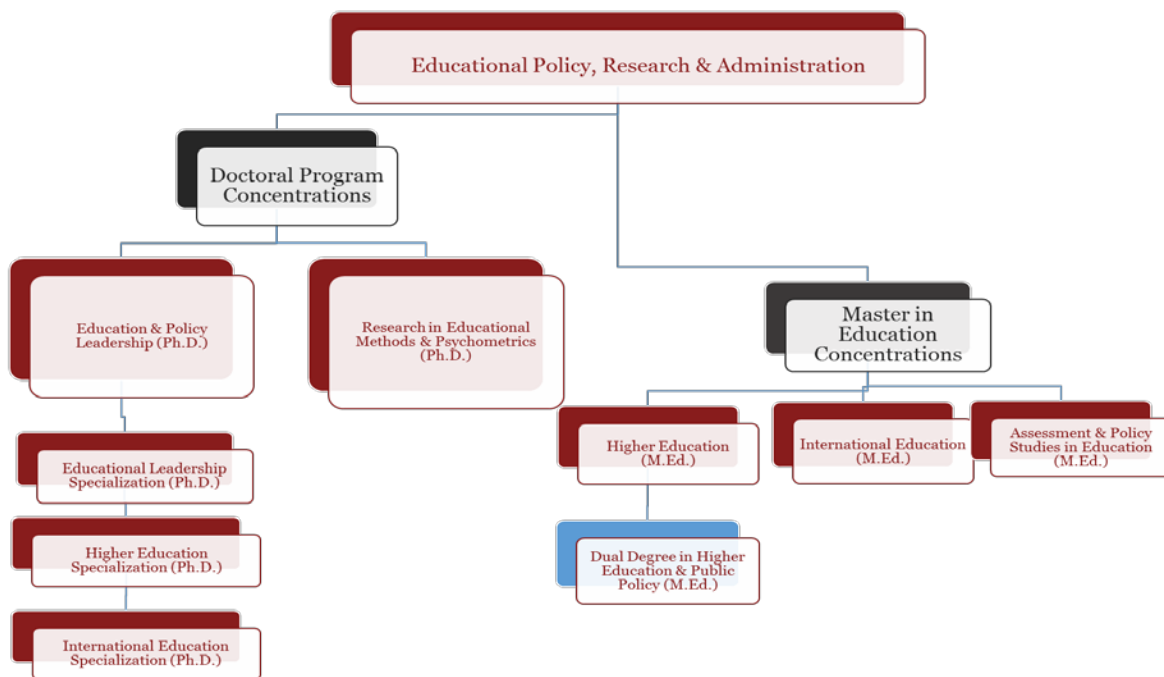 Educational Policy, Research & Administration
Doctoral Program
Concentrations
Education & Policy
Leadership (Ph.D.)
Research in Educational
Methods & Psychometrics
(Ph.D.)
Educational Leadership
Specialization (Ph.D.)
Higher Education
Specialization (Ph.D.)
International Education
Specialization (Ph.D.)
Master in
Education
Concentrations
Higher Education
(M.Ed.)
International Education
(M.Ed.)
Assessment & Policy
Studies in Education
(M.Ed.)
Dual Degree in Higher
Education & Public
Policy (M.Ed.)